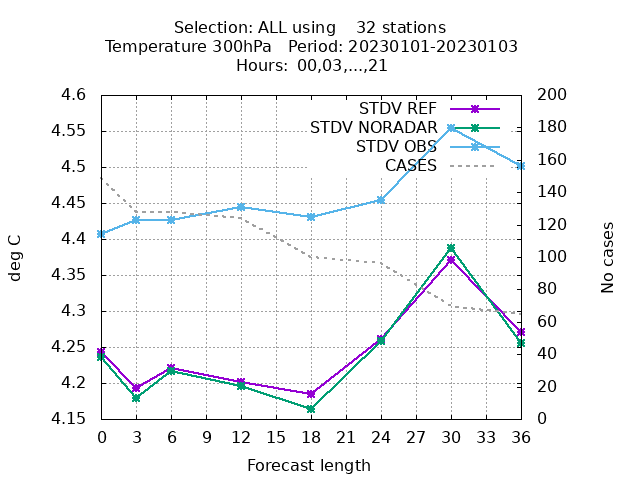 Selection: ALL using    32 stations
Temperature 300hPa   Period: 20230101-20230103
Hours: 00,03,...,21
STDV REF
STDV NORADAR
STDV OBS
CASES
4.6
4.55
4.5
4.45
4.4
4.35
4.3
4.25
4.2
4.15
200
180
160
140
120
100
80
60
40
20
0
deg C
No cases
0 3 6 9 12 15 18 21 24 27 30 33 36
Forecast length